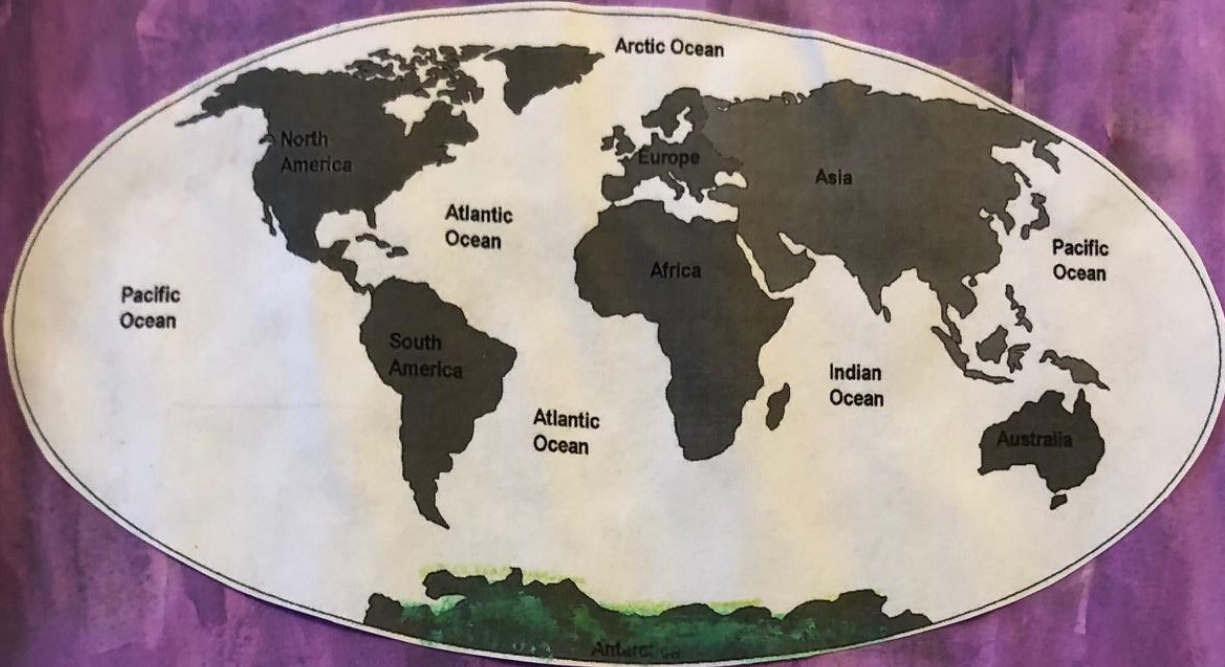 Arctic Ocean
North
America
Europe
Asia
Atlantic
Ocean
Pacific
Ocean
Africa
Pacific
Ocean
South
America
Indian
Ocean
Atlantic
Ocean
Australia
Antarctica